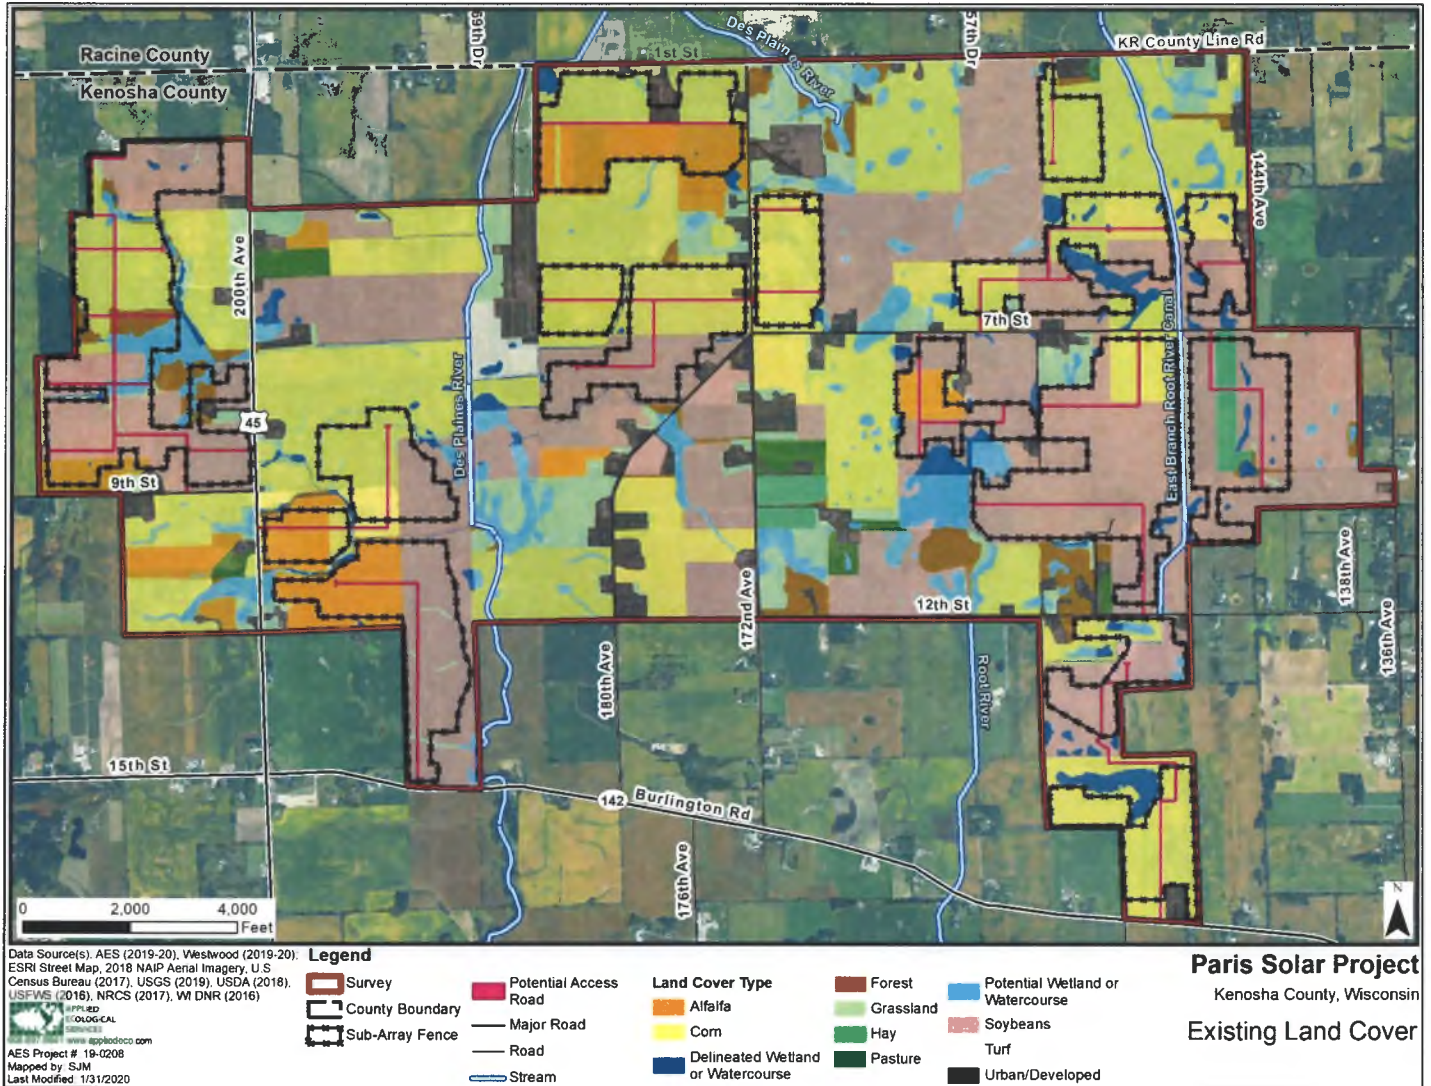 Racine County
Kenosha County
69th Dr
1st St
Des Plaines River
57th Dr
KR County Line Rd
144th Ave
200th Ave
7th St
45
Des Plaines River
East Branch Root River Canal
9th St
172nd Ave
12th St
138th Ave
136th Ave
180th Ave
Root River
15th St
142
Burlington Rd
176th Ave
0 2,000 4,000
Feet
N
Data Source(s): AES (2019-20), Westwood (2019-20),
ESRI Street Map, 2018 NAIP Aerial Imagery, U.S
Census Bureau (2017), USGS (2019), USDA (2018),
USFWS (2016), NRCS (2017), WI DNR (2016)
APPLIED
ECOLOGICAL
SERVICES
www.appliedeco.com
AES Project # 19-0208
Mapped by: SJM
Last Modified: 1/31/2020
Legend
Survey
County Boundary
Sub-Array Fence
Potential Access
Road
Major Road
Road
Stream
Land Cover Type
Alfalfa
Corn
Delineated Wetland
or Watercourse
Forest
Grassland
Hay
Pasture
Potential Wetland or
Watercourse
Soybeans
Turf
Urban/Developed
Paris Solar Project
Kenosha County, Wisconsin
Existing Land Cover